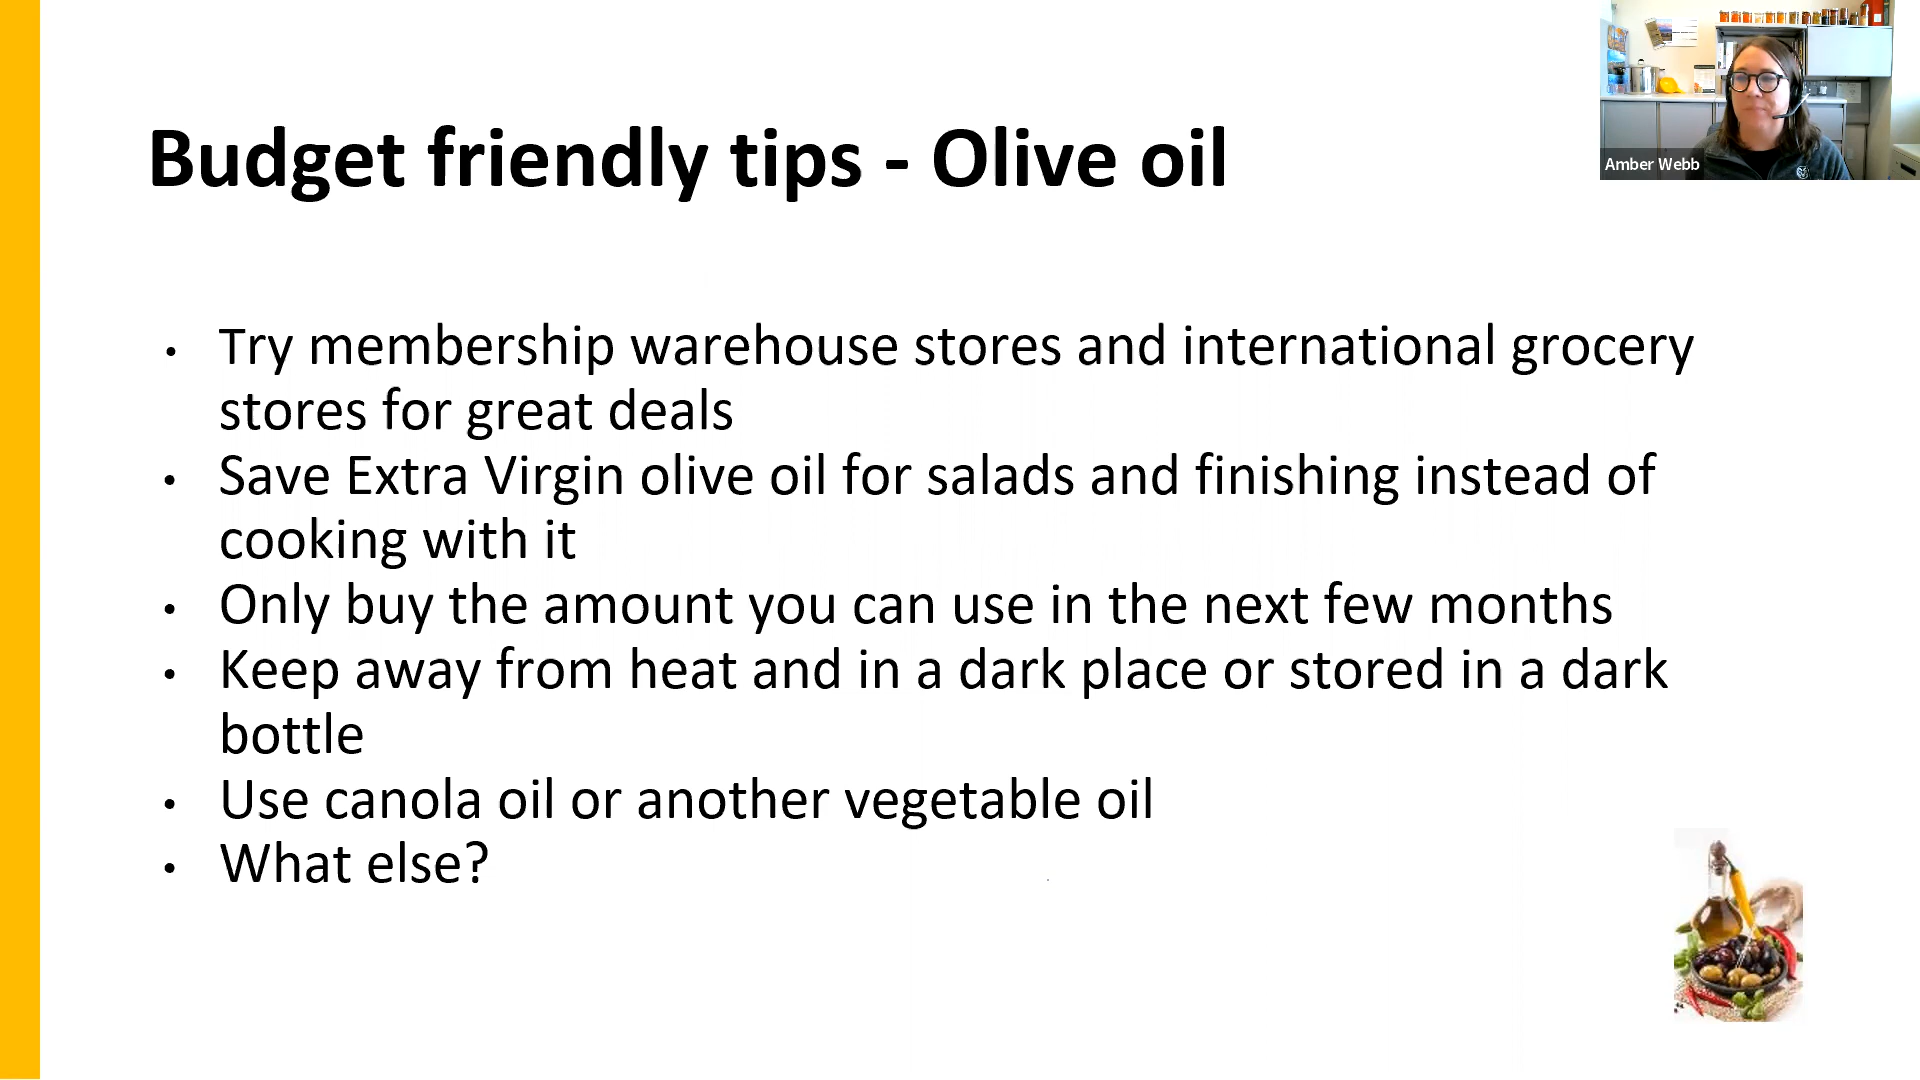 Budget friendly tips - Olive oil
Amber Webb
• Try membership warehouse stores and international grocery
stores for great deals
• Save Extra Virgin olive oil for salads and finishing instead of
cooking with it
• Only buy the amount you can use in the next few months
• Keep away from heat and in a dark place or stored in a dark
bottle
• Use canola oil or another vegetable oil
• What else?